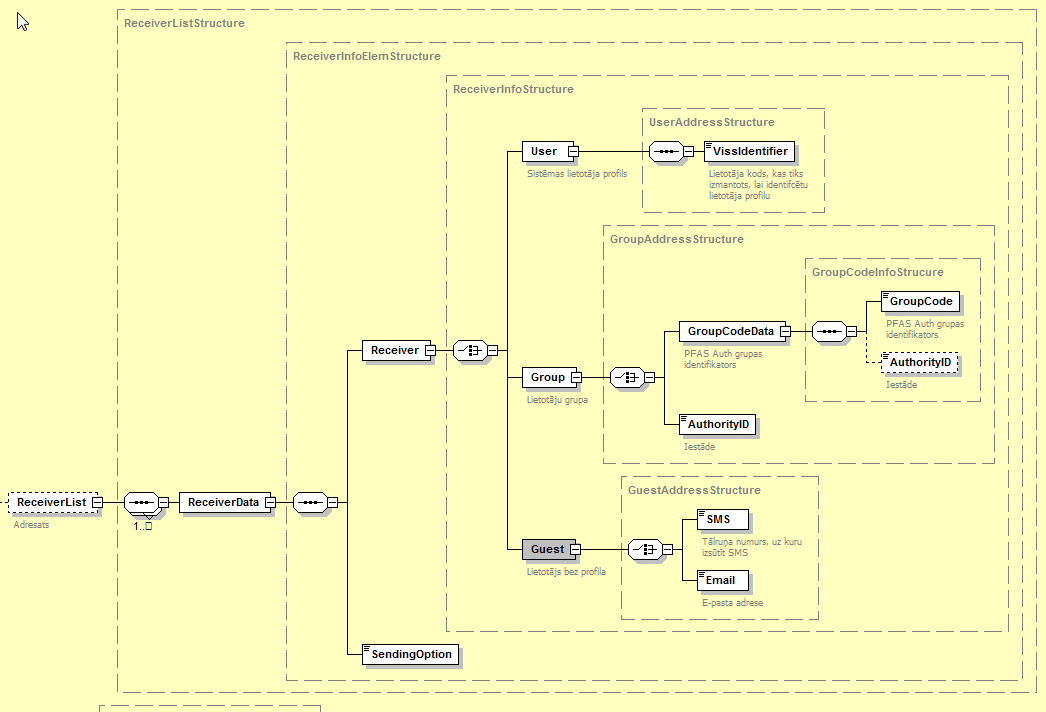 ReceiverListStructure
ReceiverInfoElemStructure
ReceiverInfoStructure
UserAddressStructure
User
VissIdentifier
Sistēmas lietotāja profils
Lietotāja kods, kas tiks
izmantots, lai identifcētu
lietotāja profilu
GroupAddressStructure
GroupCodeInfoStrucure
GroupCode
PFAS Auth grupas
identifikators
GroupCodeData
PFAS Auth grupas
identifikators
AuthorityID
Iestāde
Receiver
Group
Lietotāju grupa
AuthorityID
Iestāde
GuestAddressStructure
ReceiverList
Adresats
1..
ReceiverData
SMS
Tālruņa numurs, uz kuru
izsūtīt SMS
Guest
Lietotājs bez profila
Email
E-pasta adrese
SendingOption